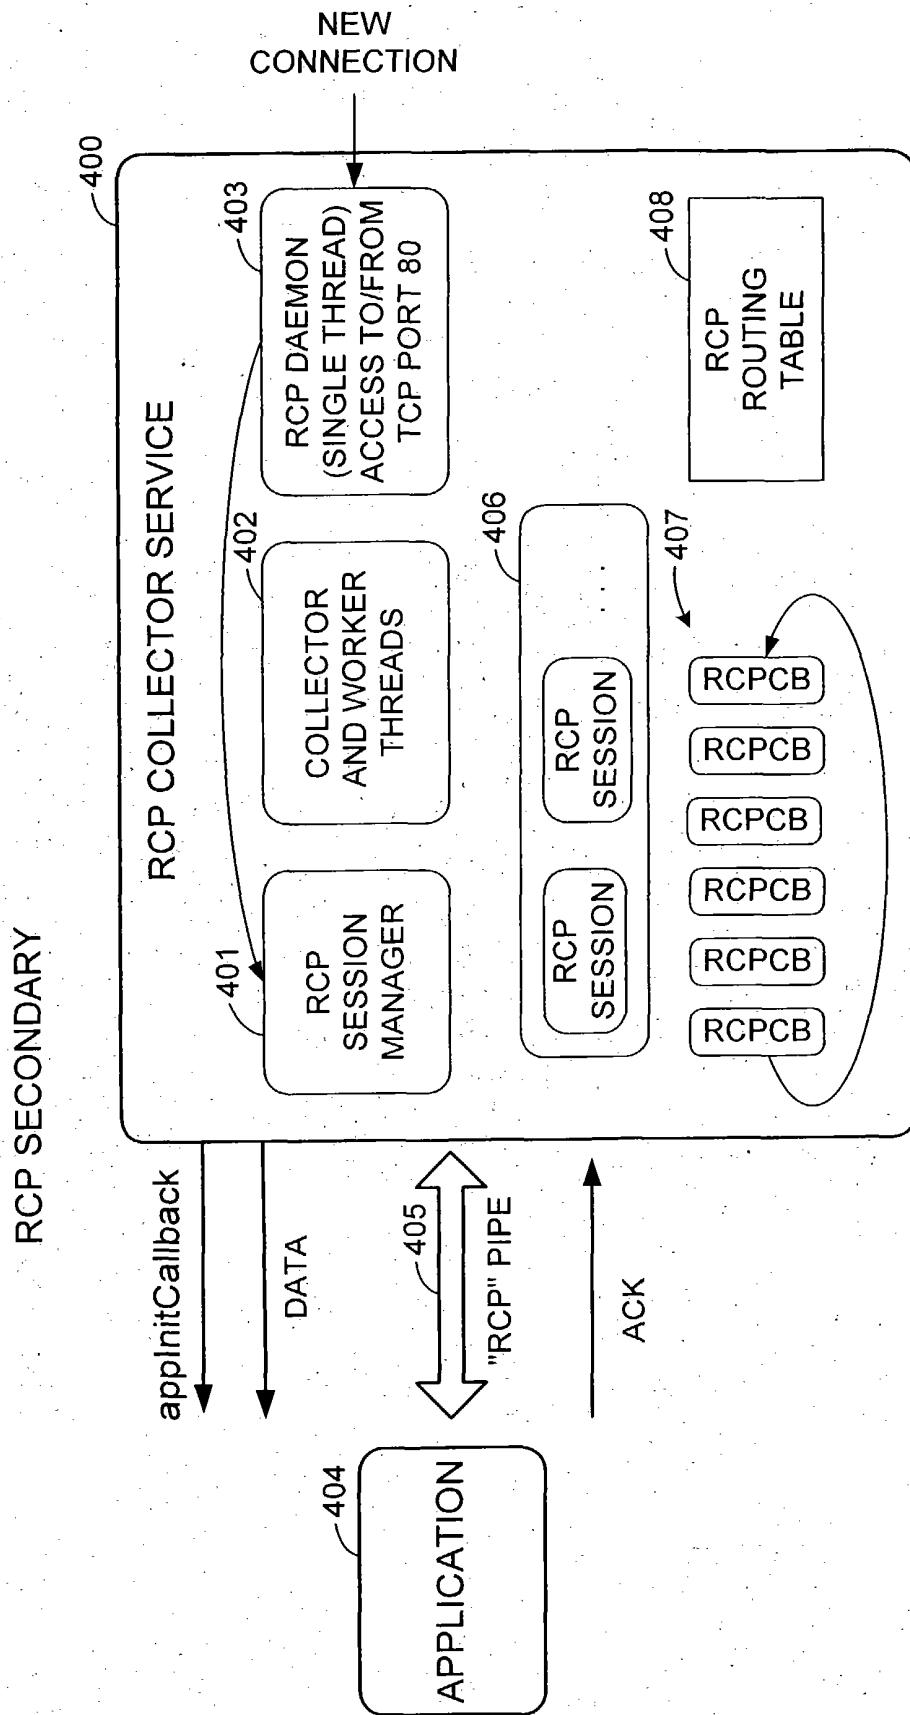 RCP SECONDARY
400
RCP COLLECTOR SERVICE
appInitCallback
DATA
401
RCP
SESSION
MANAGER
402
COLLECTOR
AND WORKER
THREADS
403
RCP DAEMON
(SINGLE THREAD)
ACCESS TO/FROM
TCP PORT 80
NEW
CONNECTION
404
APPLICATION
405
"RCP" PIPE
ACK
406
RCP
SESSION
RCP
SESSION
. . .
407
RCPCB
RCPCB
RCPCB
RCPCB
RCPCB
RCPCB
408
RCP
ROUTING
TABLE